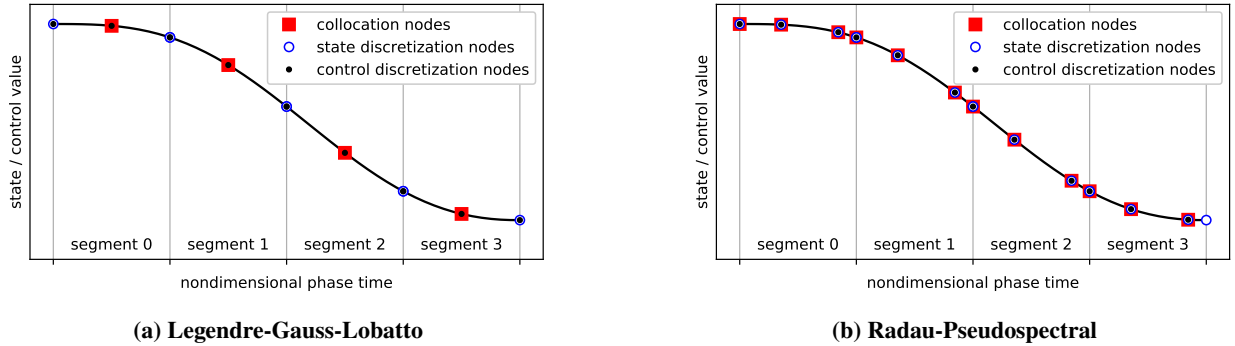 collocation nodes
state discretization nodes
control discretization nodes
state / control value
segment 0 segment 1 segment 2 segment 3
nondimensional phase time
(a) Legendre-Gauss-Lobatto
collocation nodes
state discretization nodes
control discretization nodes
state / control value
segment 0 segment 1 segment 2 segment 3
nondimensional phase time
(b) Radau-Pseudospectral